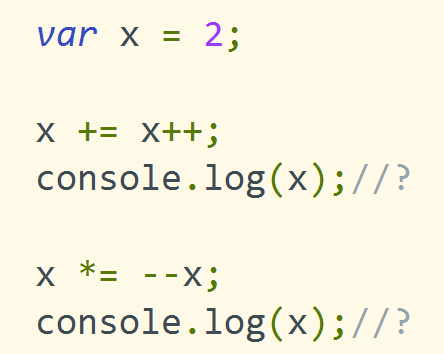 var x = 2;
x += x++;
console.log(x);//?
x *= --x;
console.log(x);//?